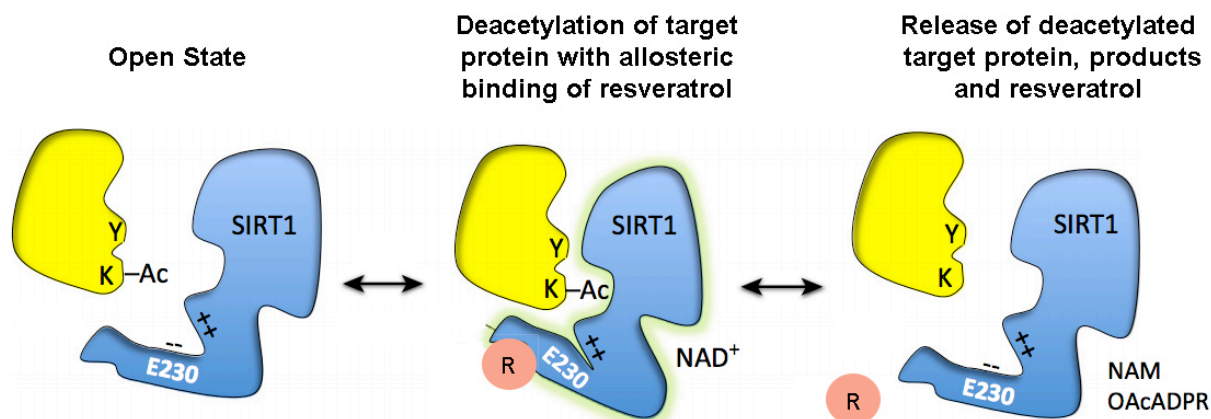 Open State
Deacetylation of target
protein with allosteric
binding of resveratrol
Release of deacetylated
target protein, products
and resveratrol
Y
K –Ac
SIRT1
++
--
E230
Y
K –Ac
SIRT1
++
E230
R
NAD⁺
Y
K
SIRT1
++
--
E230
R
NAM
OAcADPR